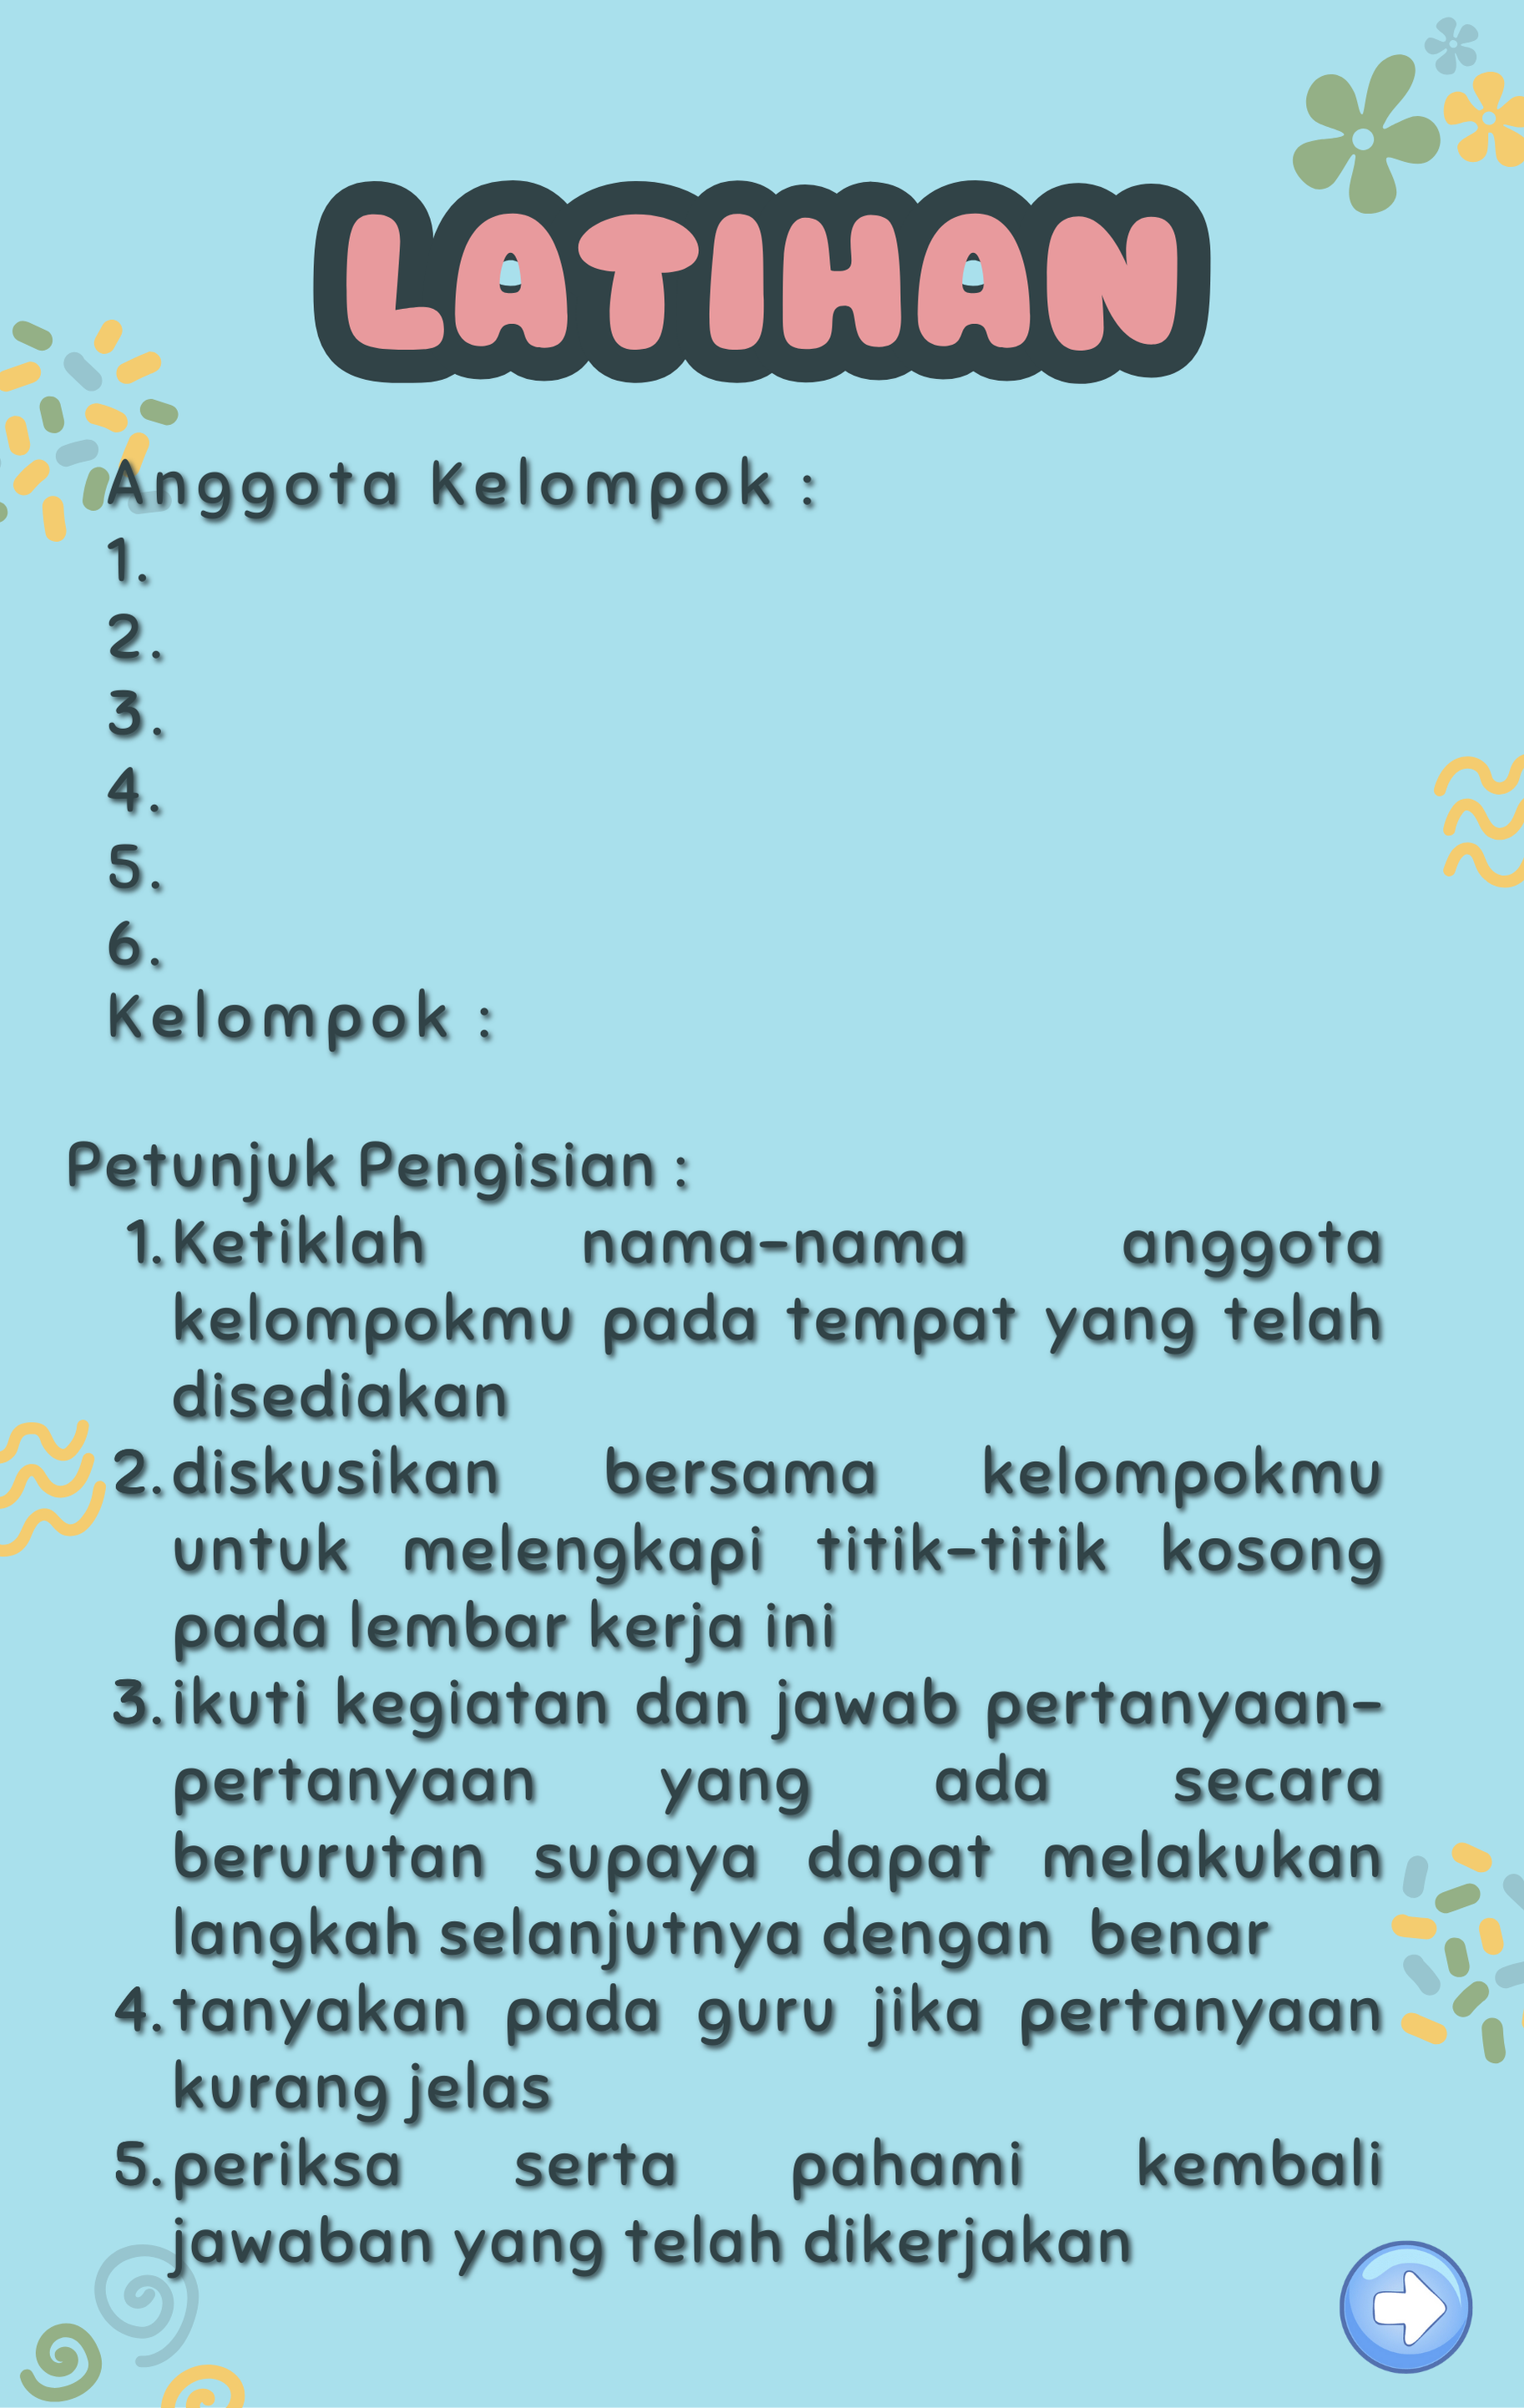 LATIHAN
Anggota Kelompok :
1.
2.
3.
4.
5.
6.
Kelompok :
Petunjuk Pengisian :
1. Ketiklah nama-nama anggota
kelompokmu pada tempat yang telah
disediakan
2. diskusikan bersama kelompokmu
untuk melengkapi titik-titik kosong
pada lembar kerja ini
3. ikuti kegiatan dan jawab pertanyaan-
pertanyaan yang ada secara
berurutan supaya dapat melakukan
langkah selanjutnya dengan benar
4. tanyakan pada guru jika pertanyaan
kurang jelas
5. periksa serta pahami kembali
jawaban yang telah dikerjakan